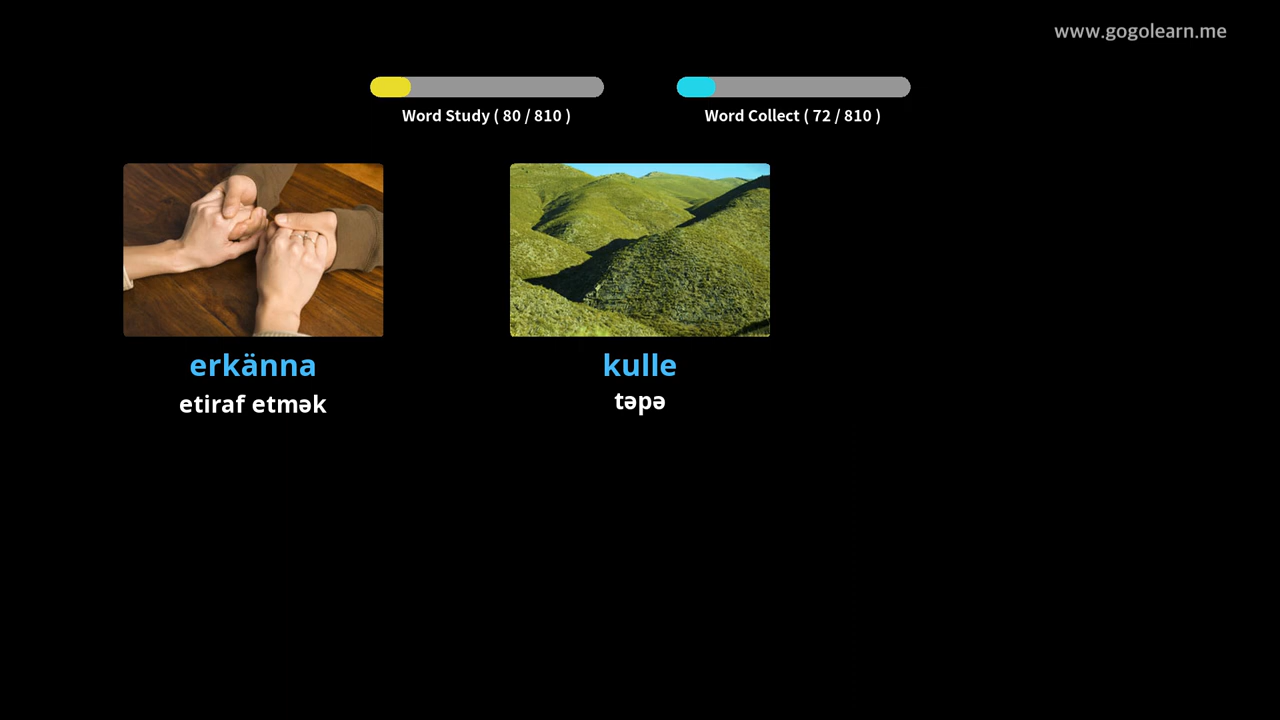 www.gogolearn.me
Word Study ( 80 / 810 )
Word Collect ( 72 / 810 )
erkänna
etiraf etmək
kulle
təpə